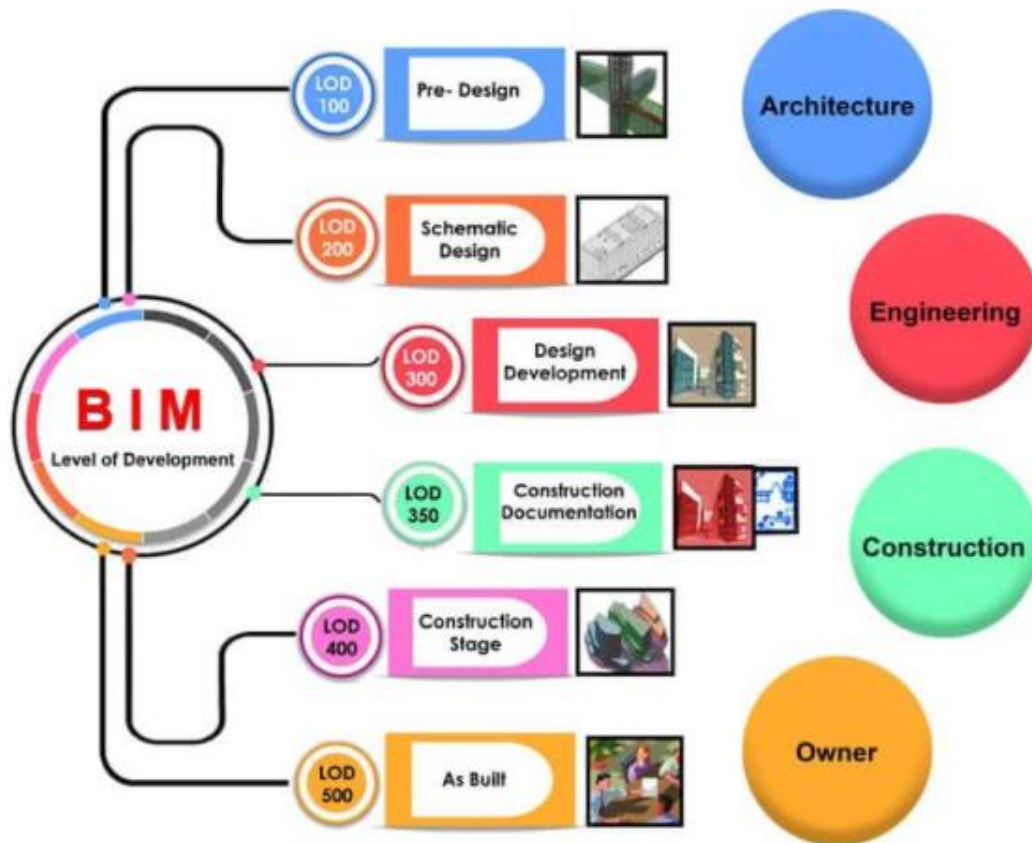 LOD
100
Pre- Design
Architecture
LOD
200
Schematic
Design
Engineering
LOD
300
Design
Development
B I M
Level of Development
LOD
350
Construction
Documentation
Construction
LOD
400
Construction
Stage
Owner
LOD
500
As Built